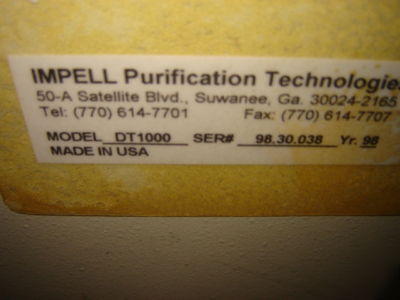 IMPELL Purification Technologies
50-A Satellite Blvd., Suwanee, Ga. 30024-2165
Tel: (770) 614-7701 Fax: (770) 614-7707
MODEL DT1000 SER# 98.30.038 Yr. 98
MADE IN USA